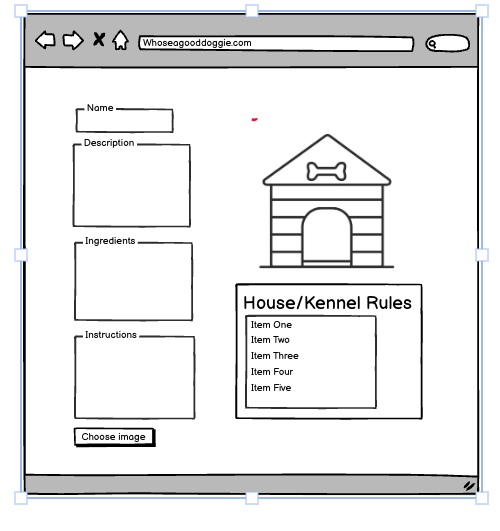 Whoseagooddoggie.com
Name
Description
Ingredients
Instructions
Choose image
House/Kennel Rules
Item One
Item Two
Item Three
Item Four
Item Five